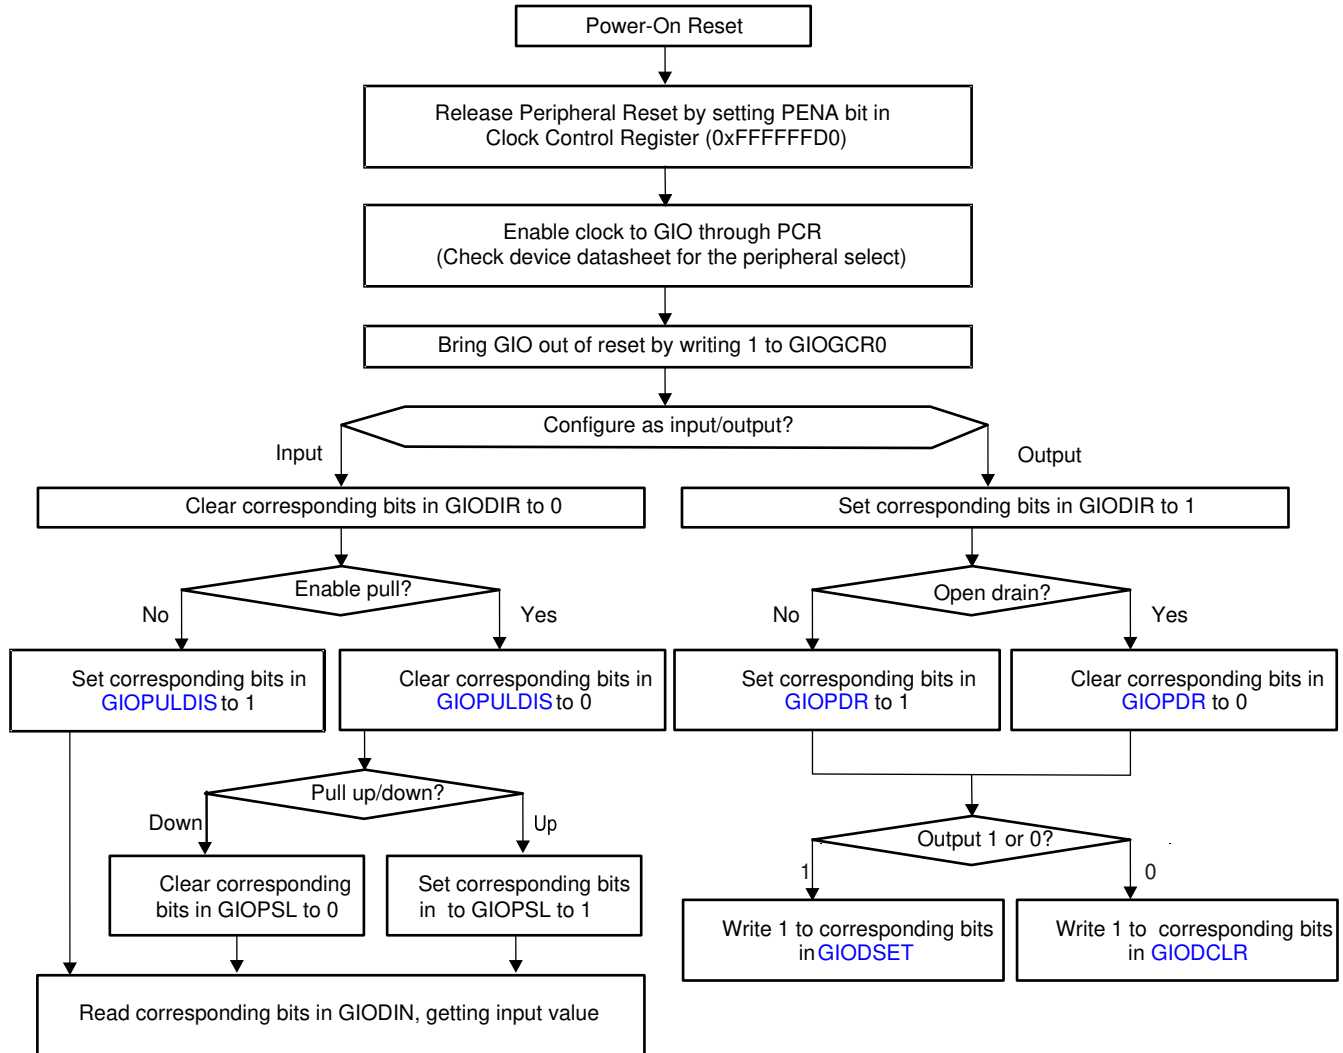 Power-On Reset
Release Peripheral Reset by setting PENA bit in
Clock Control Register (0xFFFFFFD0)
Enable clock to GIO through PCR
(Check device datasheet for the peripheral select)
Bring GIO out of reset by writing 1 to GIOGCR0
Configure as input/output?
Input
Output
Clear corresponding bits in GIODIR to 0
Set corresponding bits in GIODIR to 1
Enable pull?
Open drain?
No
Yes
No
Yes
Set corresponding bits in
GIOPULDIS to 1
Clear corresponding bits in
GIOPULDIS to 0
Set corresponding bits in
GIOPDR to 1
Clear corresponding bits in
GIOPDR to 0
Pull up/down?
Down
Up
Output 1 or 0?
1
0
Clear corresponding
bits in GIOPSL to 0
Set corresponding bits
in to GIOPSL to 1
Write 1 to corresponding bits
in GIODSET
Write 1 to corresponding bits
in GIODCLR
Read corresponding bits in GIODIN, getting input value